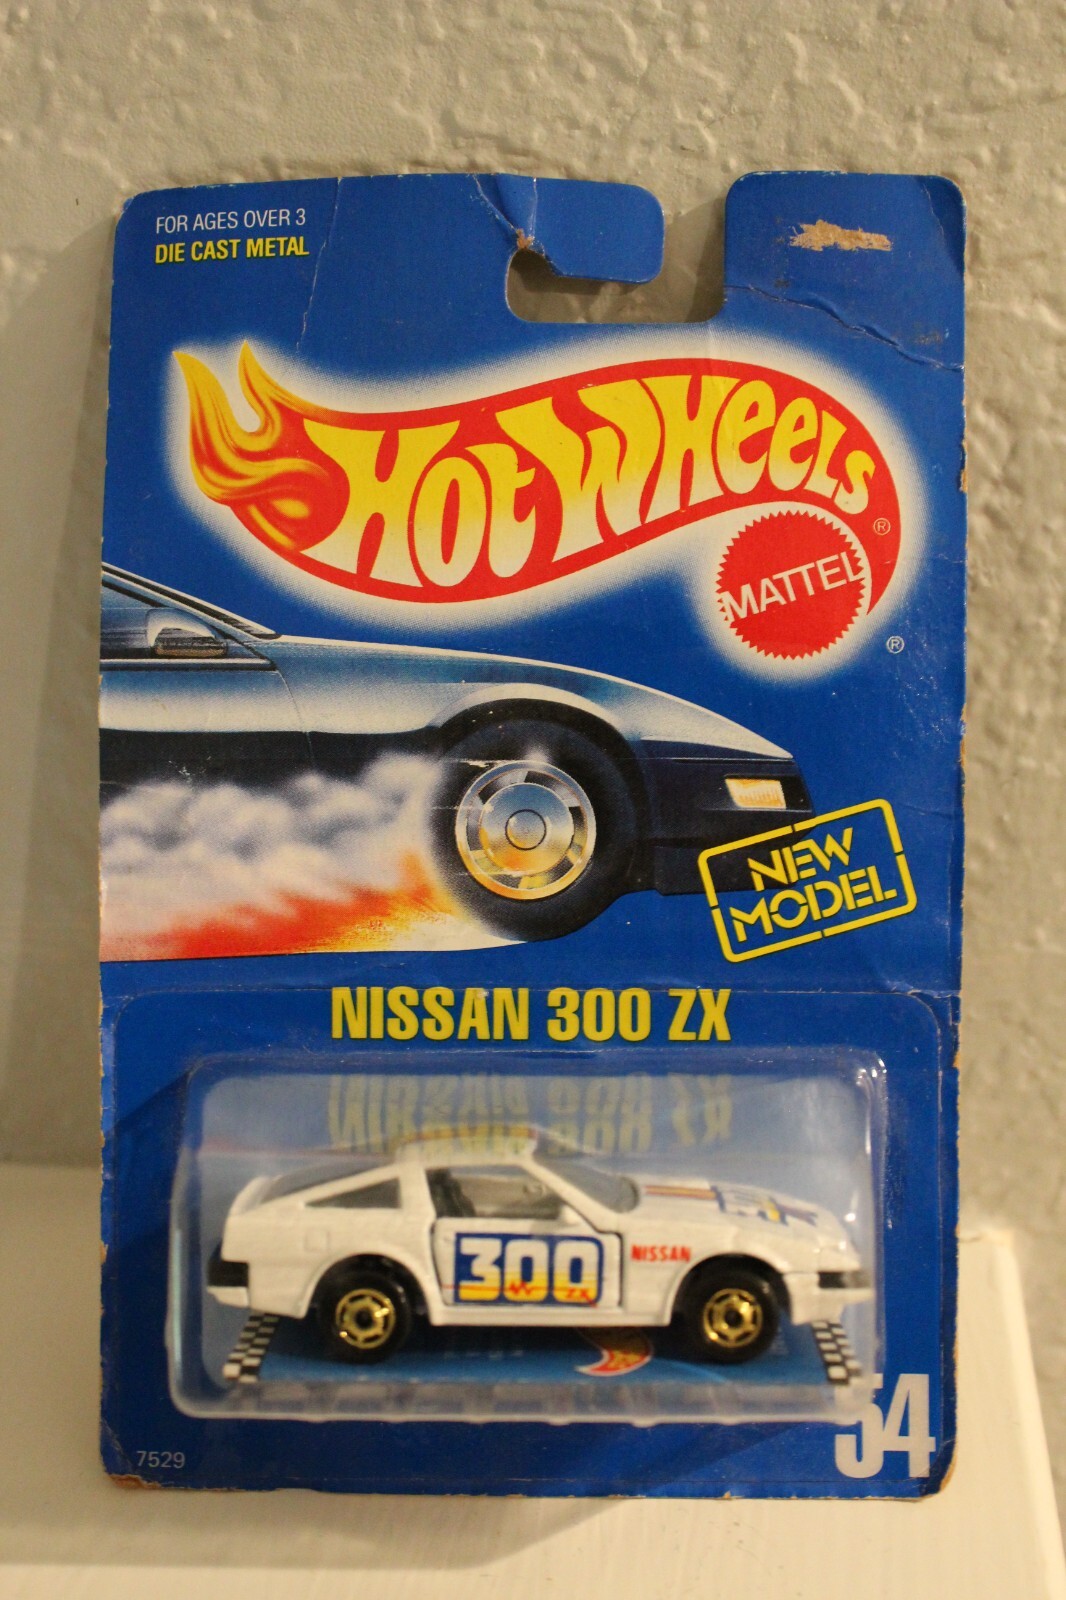 FOR AGES OVER 3
DIE CAST METAL
HOT WHEELS ®
MATTEL
®
NEW
MODEL
NISSAN 300 ZX
300
ZX
NISSAN
54
7529